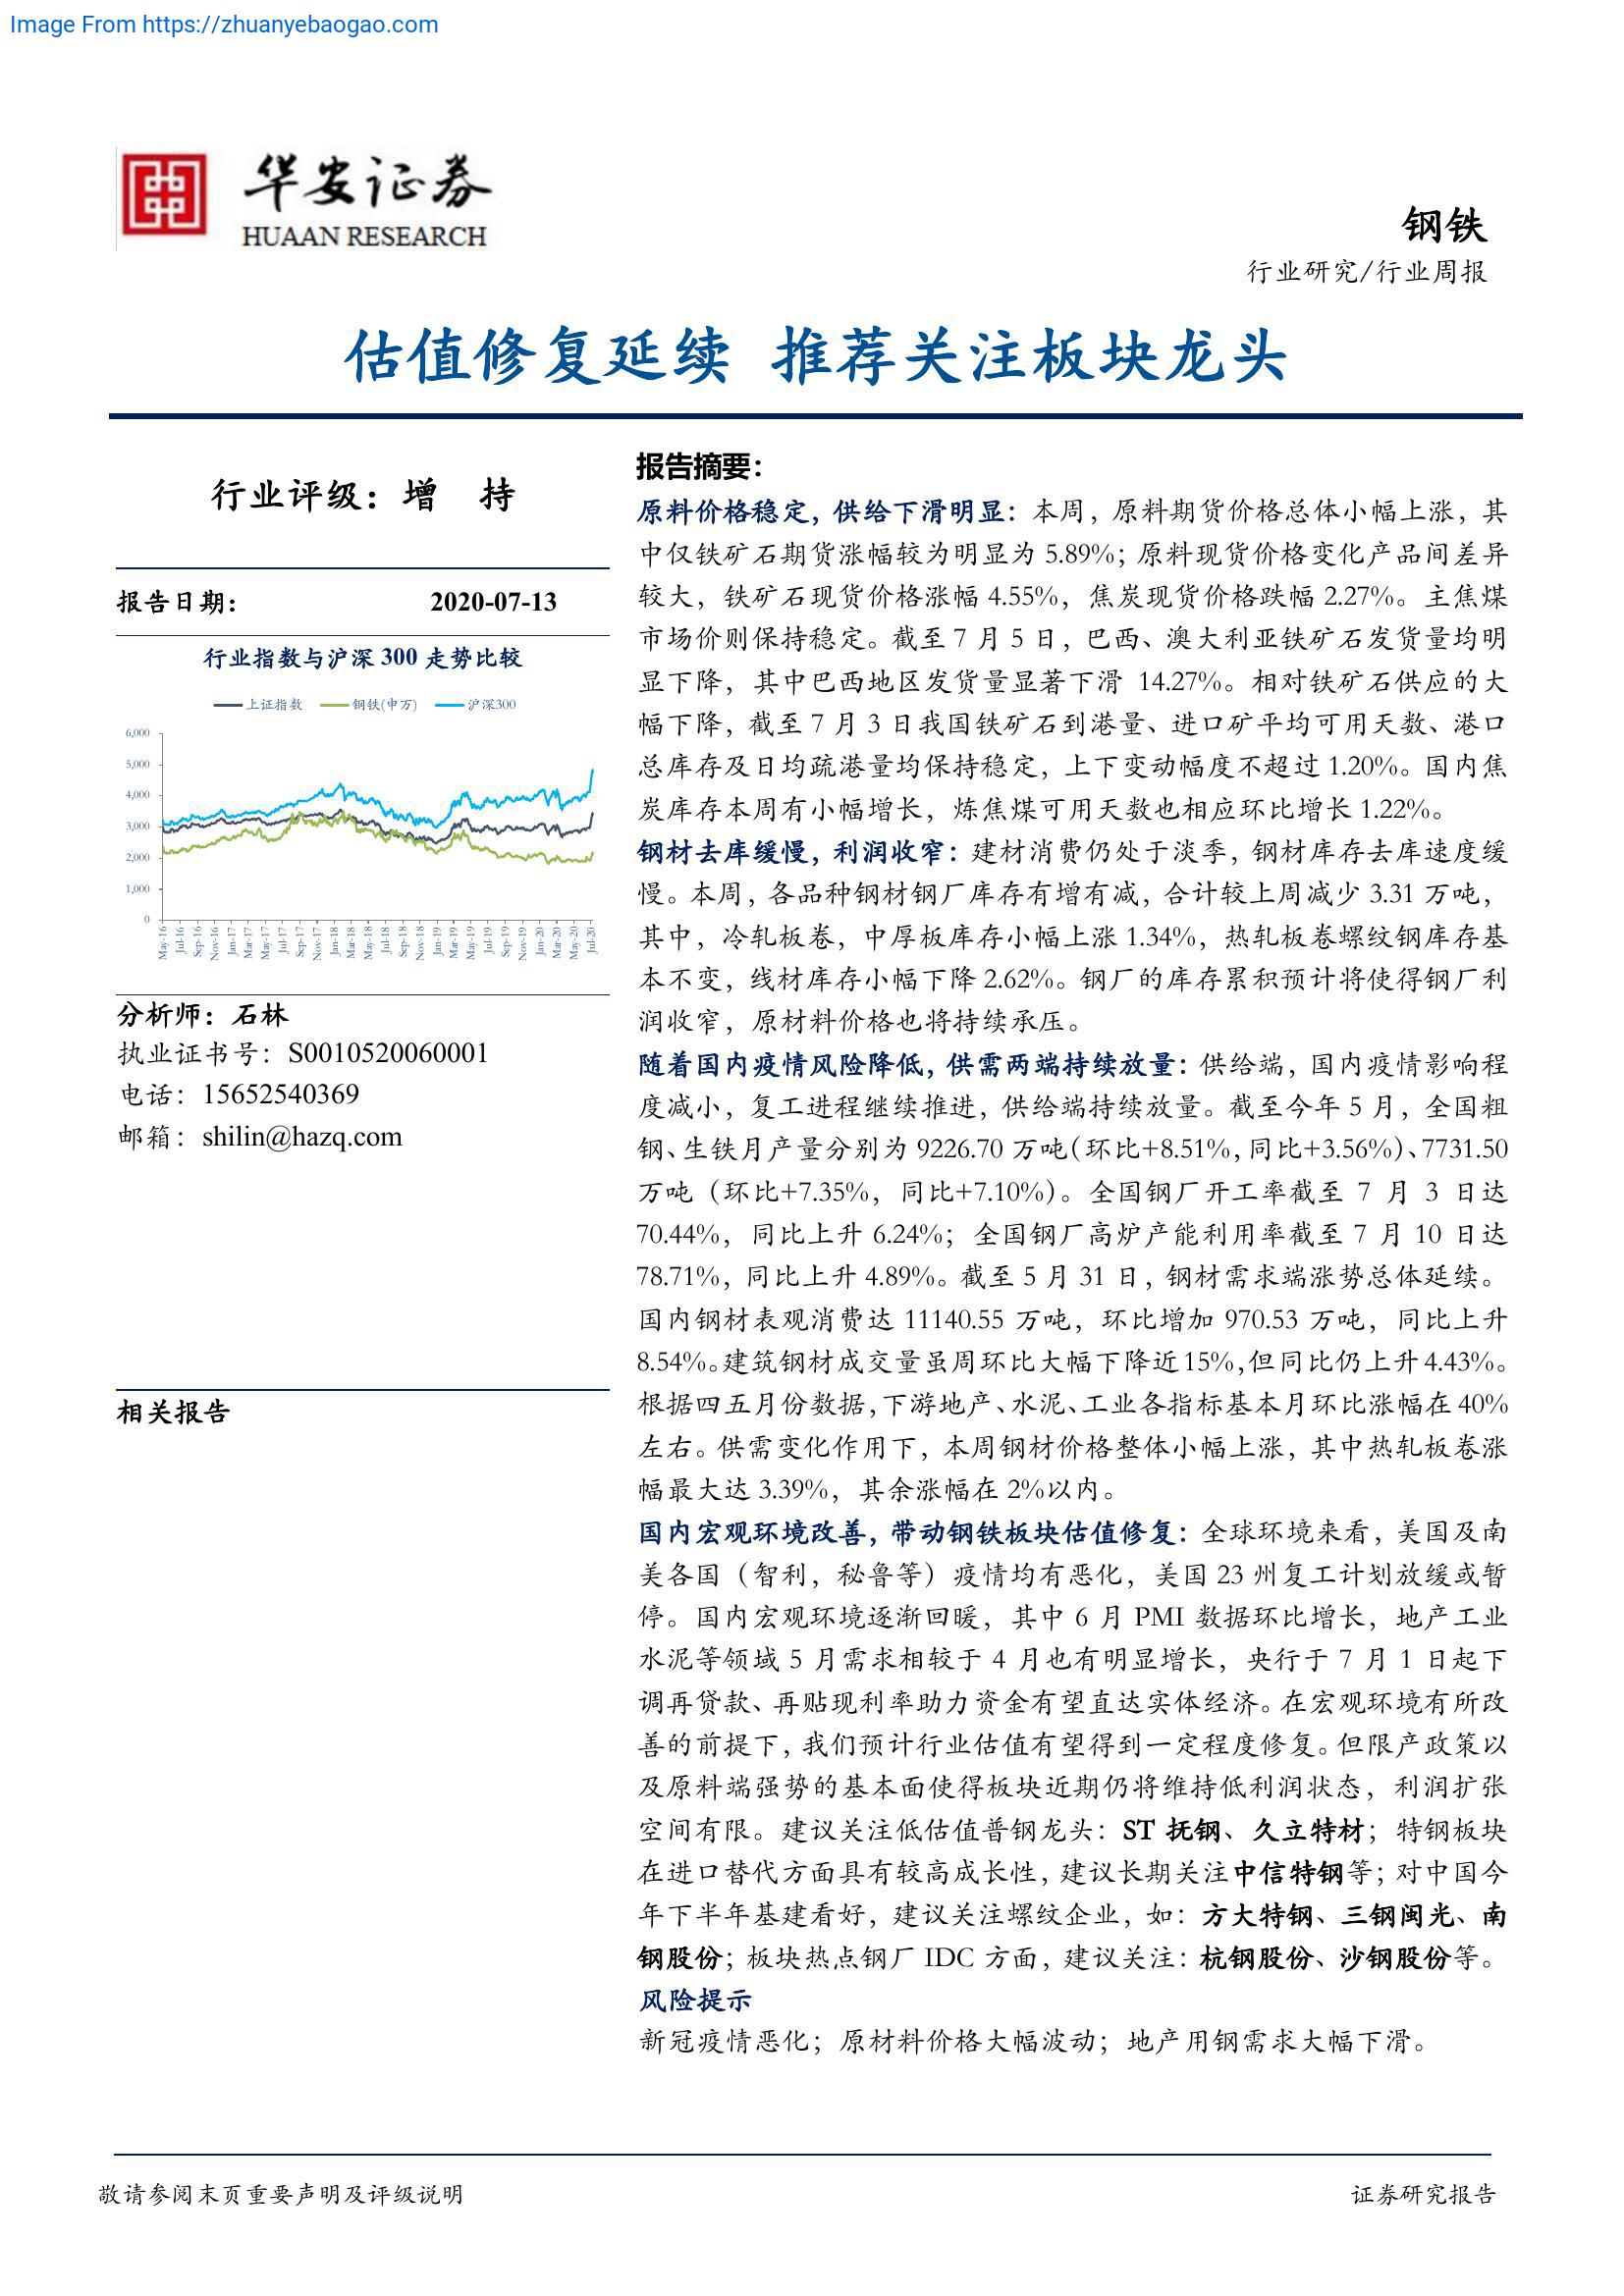 Image From https://zhuanyebaogao.com
华安证券
HUAAN RESEARCH
钢铁
行业研究/行业周报
估值修复延续 推荐关注板块龙头
行业评级：增 持
报告日期： 2020-07-13
行业指数与沪深 300 走势比较
上证指数 钢铁(申万) 沪深300
6,000
5,000
4,000
3,000
2,000
1,000
0
May-16 Jul-16 Sep-16 Nov-16 Jan-17 Mar-17 May-17 Jul-17 Sep-17 Nov-17 Jan-18 Mar-18 May-18 Jul-18 Sep-18 Nov-18 Jan-19 Mar-19 May-19 Jul-19 Sep-19 Nov-19 Jan-20 Mar-20 May-20 Jul-20
分析师：石林
执业证书号：S0010520060001
电话：15652540369
邮箱：shilin@hazq.com
相关报告
报告摘要：
原料价格稳定，供给下滑明显：本周，原料期货价格总体小幅上涨，其
中仅铁矿石期货涨幅较为明显为 5.89%；原料现货价格变化产品间差异
较大，铁矿石现货价格涨幅 4.55%，焦炭现货价格跌幅 2.27%。主焦煤
市场价则保持稳定。截至 7 月 5 日，巴西、澳大利亚铁矿石发货量均明
显下降，其中巴西地区发货量显著下滑 14.27%。相对铁矿石供应的大
幅下降，截至 7 月 3 日我国铁矿石到港量、进口矿平均可用天数、港口
总库存及日均疏港量均保持稳定，上下变动幅度不超过 1.20%。国内焦
炭库存本周有小幅增长，炼焦煤可用天数也相应环比增长 1.22%。
钢材去库缓慢，利润收窄：建材消费仍处于淡季，钢材库存去库速度缓
慢。本周，各品种钢材钢厂库存有增有减，合计较上周减少 3.31 万吨，
其中，冷轧板卷，中厚板库存小幅上涨 1.34%，热轧板卷螺纹钢库存基
本不变，线材库存小幅下降 2.62%。钢厂的库存累积预计将使得钢厂利
润收窄，原材料价格也将持续承压。
随着国内疫情风险降低，供需两端持续放量：供给端，国内疫情影响程
度减小，复工进程继续推进，供给端持续放量。截至今年 5 月，全国粗
钢、生铁月产量分别为 9226.70 万吨（环比+8.51%，同比+3.56%）、7731.50
万吨（环比+7.35%，同比+7.10%）。全国钢厂开工率截至 7 月 3 日达
70.44%，同比上升 6.24%；全国钢厂高炉产能利用率截至 7 月 10 日达
78.71%，同比上升 4.89%。截至 5 月 31 日，钢材需求端涨势总体延续。
国内钢材表观消费达 11140.55 万吨，环比增加 970.53 万吨，同比上升
8.54%。建筑钢材成交量虽周环比大幅下降近 15%，但同比仍上升 4.43%。
根据四五月份数据，下游地产、水泥、工业各指标基本月环比涨幅在 40%
左右。供需变化作用下，本周钢材价格整体小幅上涨，其中热轧板卷涨
幅最大达 3.39%，其余涨幅在 2%以内。
国内宏观环境改善，带动钢铁板块估值修复：全球环境来看，美国及南
美各国（智利，秘鲁等）疫情均有恶化，美国 23 州复工计划放缓或暂
停。国内宏观环境逐渐回暖，其中 6 月 PMI 数据环比增长，地产工业
水泥等领域 5 月需求相较于 4 月也有明显增长，央行于 7 月 1 日起下
调再贷款、再贴现利率助力资金有望直达实体经济。在宏观环境有所改
善的前提下，我们预计行业估值有望得到一定程度修复。但限产政策以
及原料端强势的基本面使得板块近期仍将维持低利润状态，利润扩张
空间有限。建议关注低估值普钢龙头：ST 抚钢、久立特材；特钢板块
在进口替代方面具有较高成长性，建议长期关注中信特钢等；对中国今
年下半年基建看好，建议关注螺纹企业，如：方大特钢、三钢闽光、南
钢股份；板块热点钢厂 IDC 方面，建议关注：杭钢股份、沙钢股份等。
风险提示
新冠疫情恶化；原材料价格大幅波动；地产用钢需求大幅下滑。
敬请参阅末页重要声明及评级说明 证券研究报告